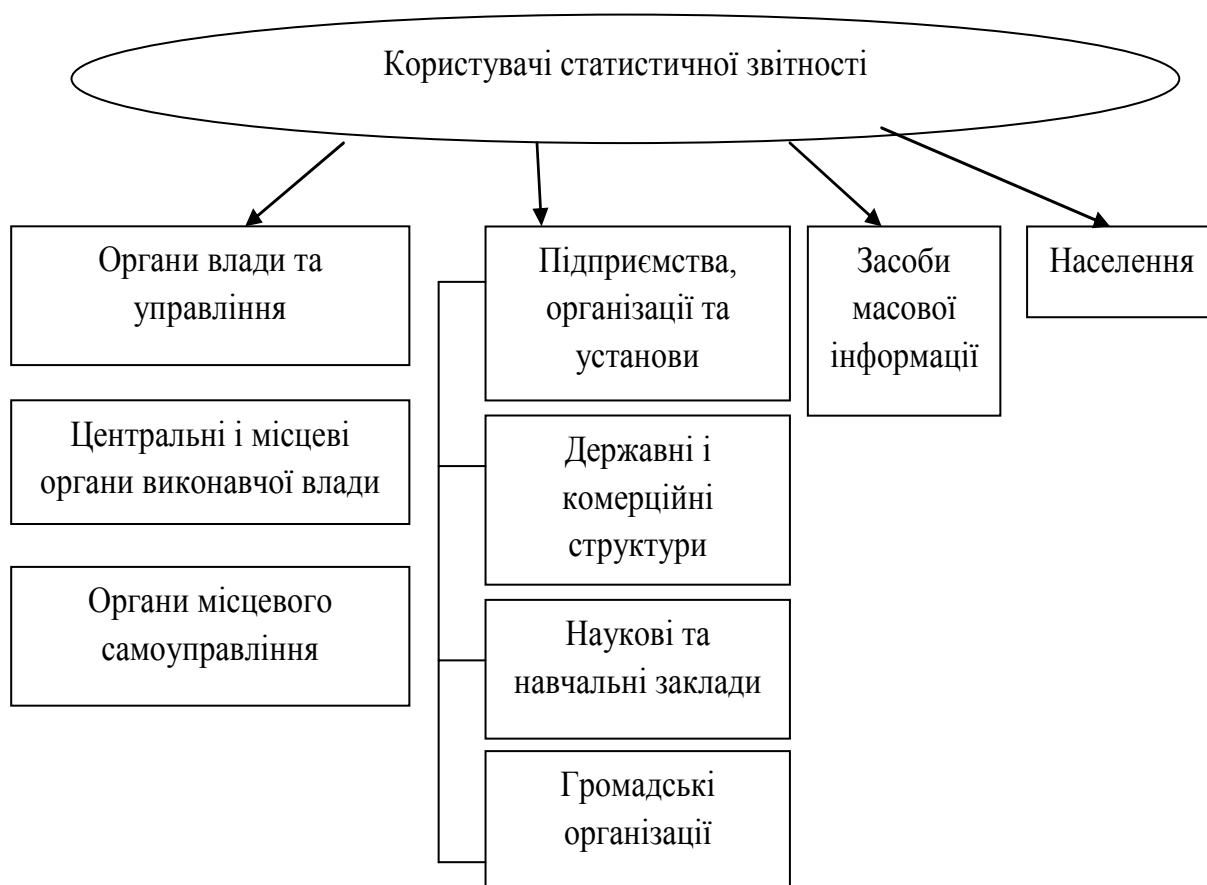 Користувачі статистичної звітності
Органи влади та
управління
Центральні і місцеві
органи виконавчої влади
Органи місцевого
самоуправління
Підприємства,
організації та
установи
Державні і
комерційні
структури
Наукові та
навчальні заклади
Громадські
організації
Засоби
масової
інформації
Населення